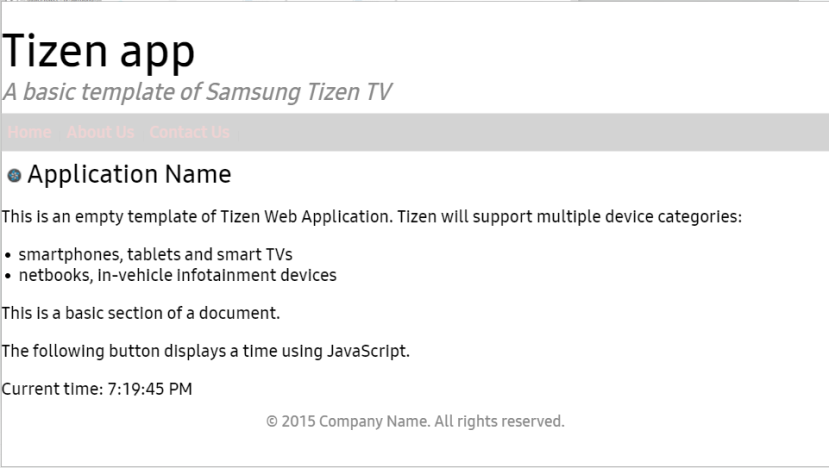 Tizen app
A basic template of Samsung Tizen TV
Home About Us Contact Us
Application Name
This is an empty template of Tizen Web Application. Tizen will support multiple device categories:
• smartphones, tablets and smart TVs
• netbooks, in-vehicle infotainment devices
This is a basic section of a document.
The following button displays a time using JavaScript.
Current time: 7:19:45 PM
© 2015 Company Name. All rights reserved.